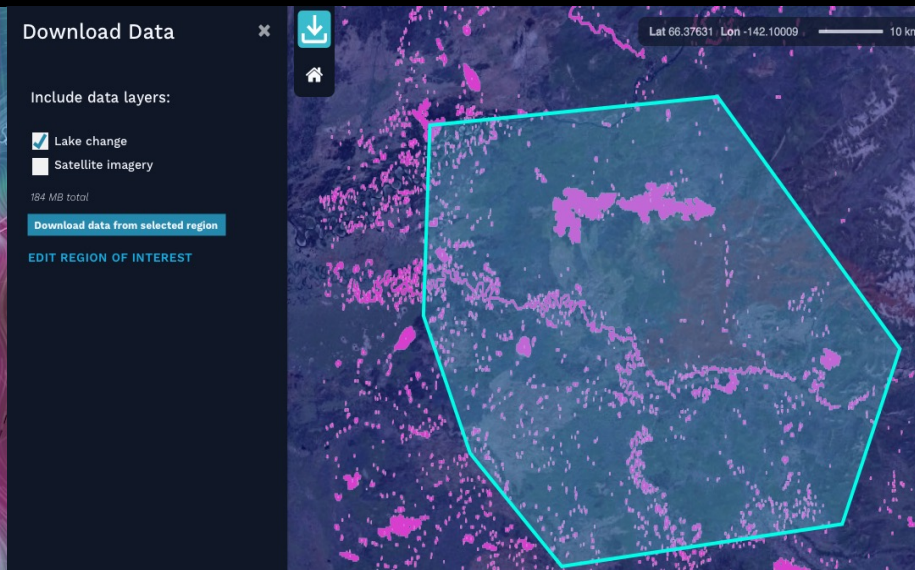 Download Data
Include data layers:
Lake change
Satellite imagery
184 MB total
Download data from selected region
EDIT REGION OF INTEREST
Lat 66.37631 Lon -142.10009 10 km